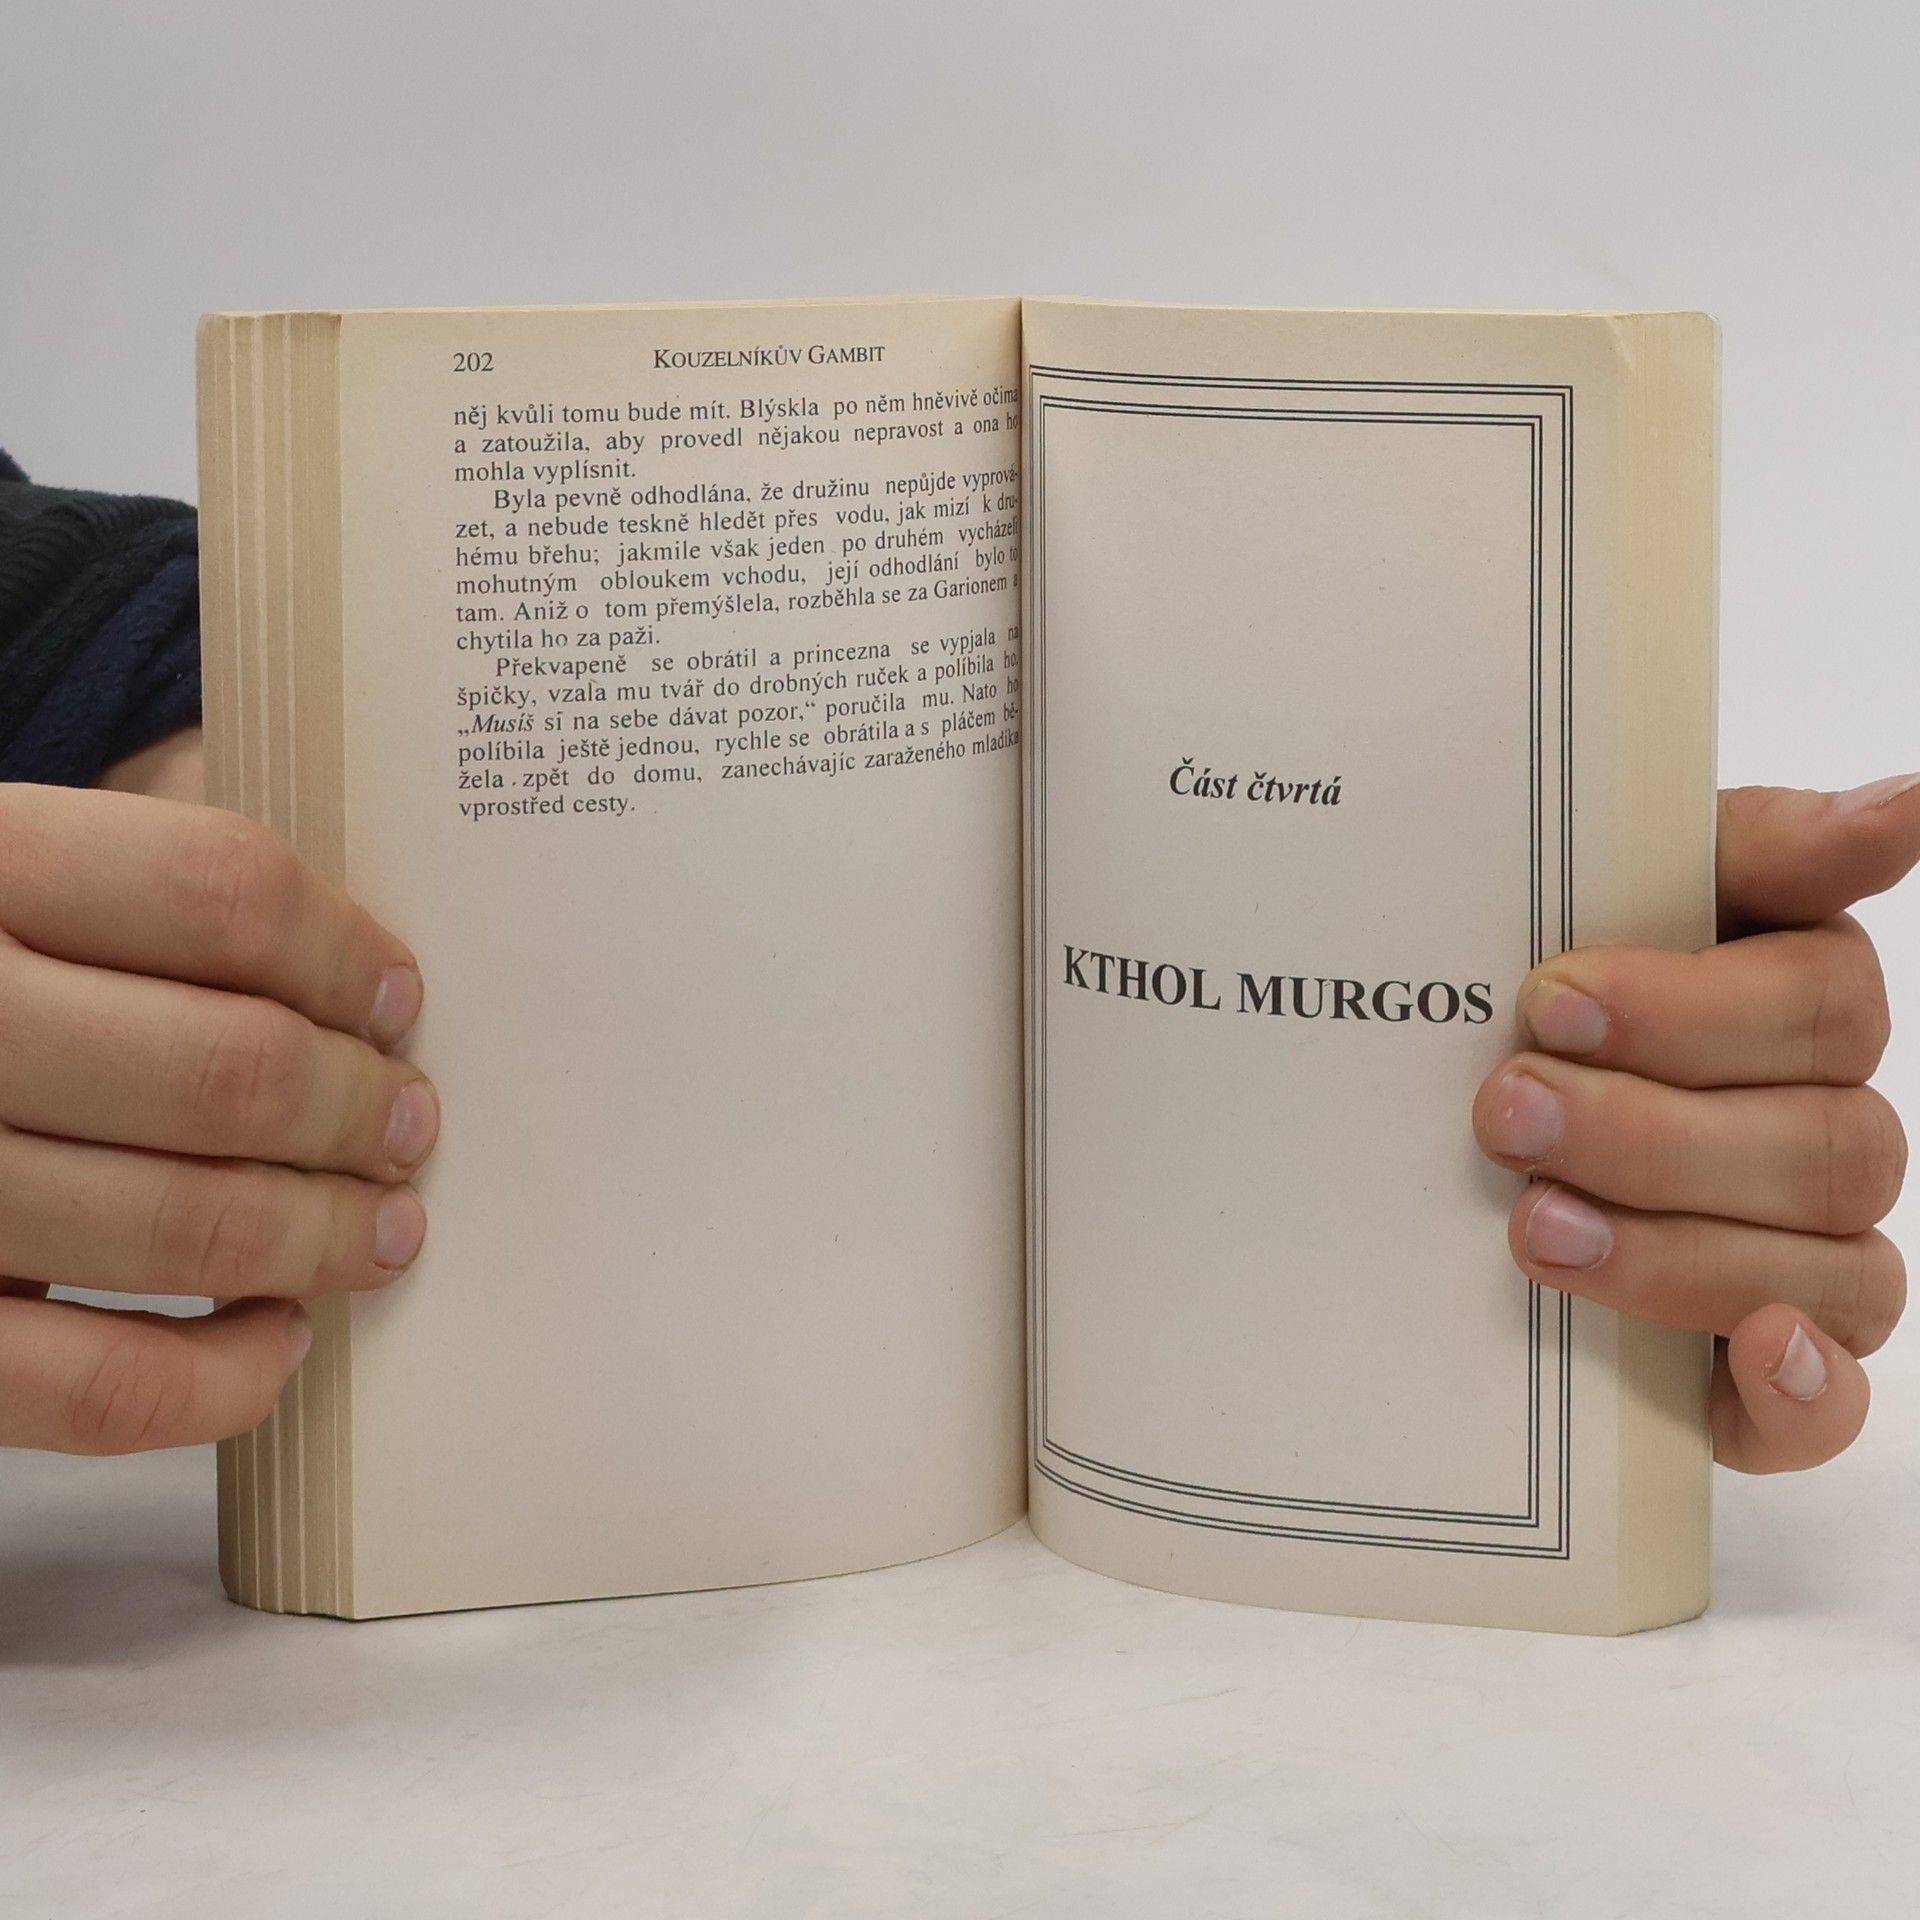 202 KOUZELNÍKŮV GAMBIT
něj kvůli tomu bude mít. Blýskla po něm hněvivě očima
a zatoužila, aby provedl nějakou nepravost a ona ho
mohla vyplísnit.
Byla pevně odhodlána, že družinu nepůjde vyprová-
zet, a nebude teskně hledět přes vodu, jak mizí k dru-
hému břehu; jakmile však jeden po druhém vycházeli
mohutným obloukem vchodu, její odhodlání bylo to
tam. Aniž o tom přemýšlela, rozběhla se za Garionem a
chytila ho za paži.
Překvapeně se obrátil a princezna se vypjala na
špičky, vzala mu tvář do drobných ruček a políbila ho.
„Musíš si na sebe dávat pozor,“ poručila mu. Nato ho
políbila ještě jednou, rychle se obrátila a s pláčem bě-
žela zpět do domu, zanechávajíc zaraženého mladíka
vprostřed cesty.
Část čtvrtá
KTHOL MURGOS